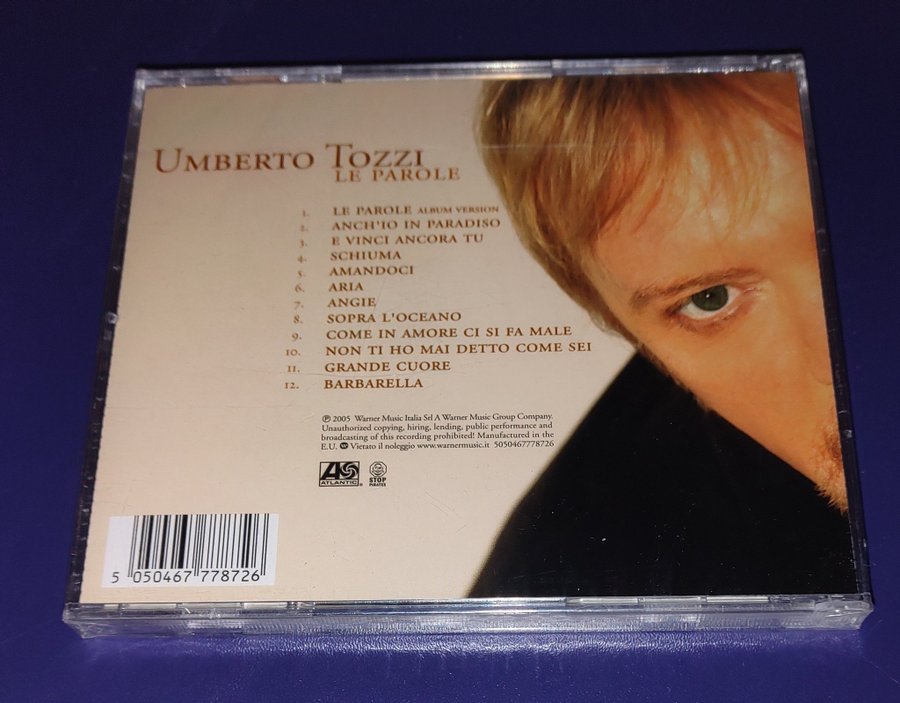 UMBERTO TOZZI
LE PAROLE
1. LE PAROLE ALBUM VERSION
2. ANCH'IO IN PARADISO
3. E VINCI ANCORA TU
4. SCHIUMA
5. AMANDOCI
6. ARIA
7. ANGIE
8. SOPRA L'OCEANO
9. COME IN AMORE CI SI FA MALE
10. NON TI HO MAI DETTO COME SEI
11. GRANDE CUORE
12. BARBARELLA
℗ 2005 Warner Music Italia Srl A Warner Music Group Company.
Unauthorized copying, hiring, lending, public performance and
broadcasting of this recording prohibited! Manufactured in the
E.U. Vietato il noleggio www.warnermusic.it 5050467778726
ATLANTIC®
STOP
PIRATES
5 050467 778726